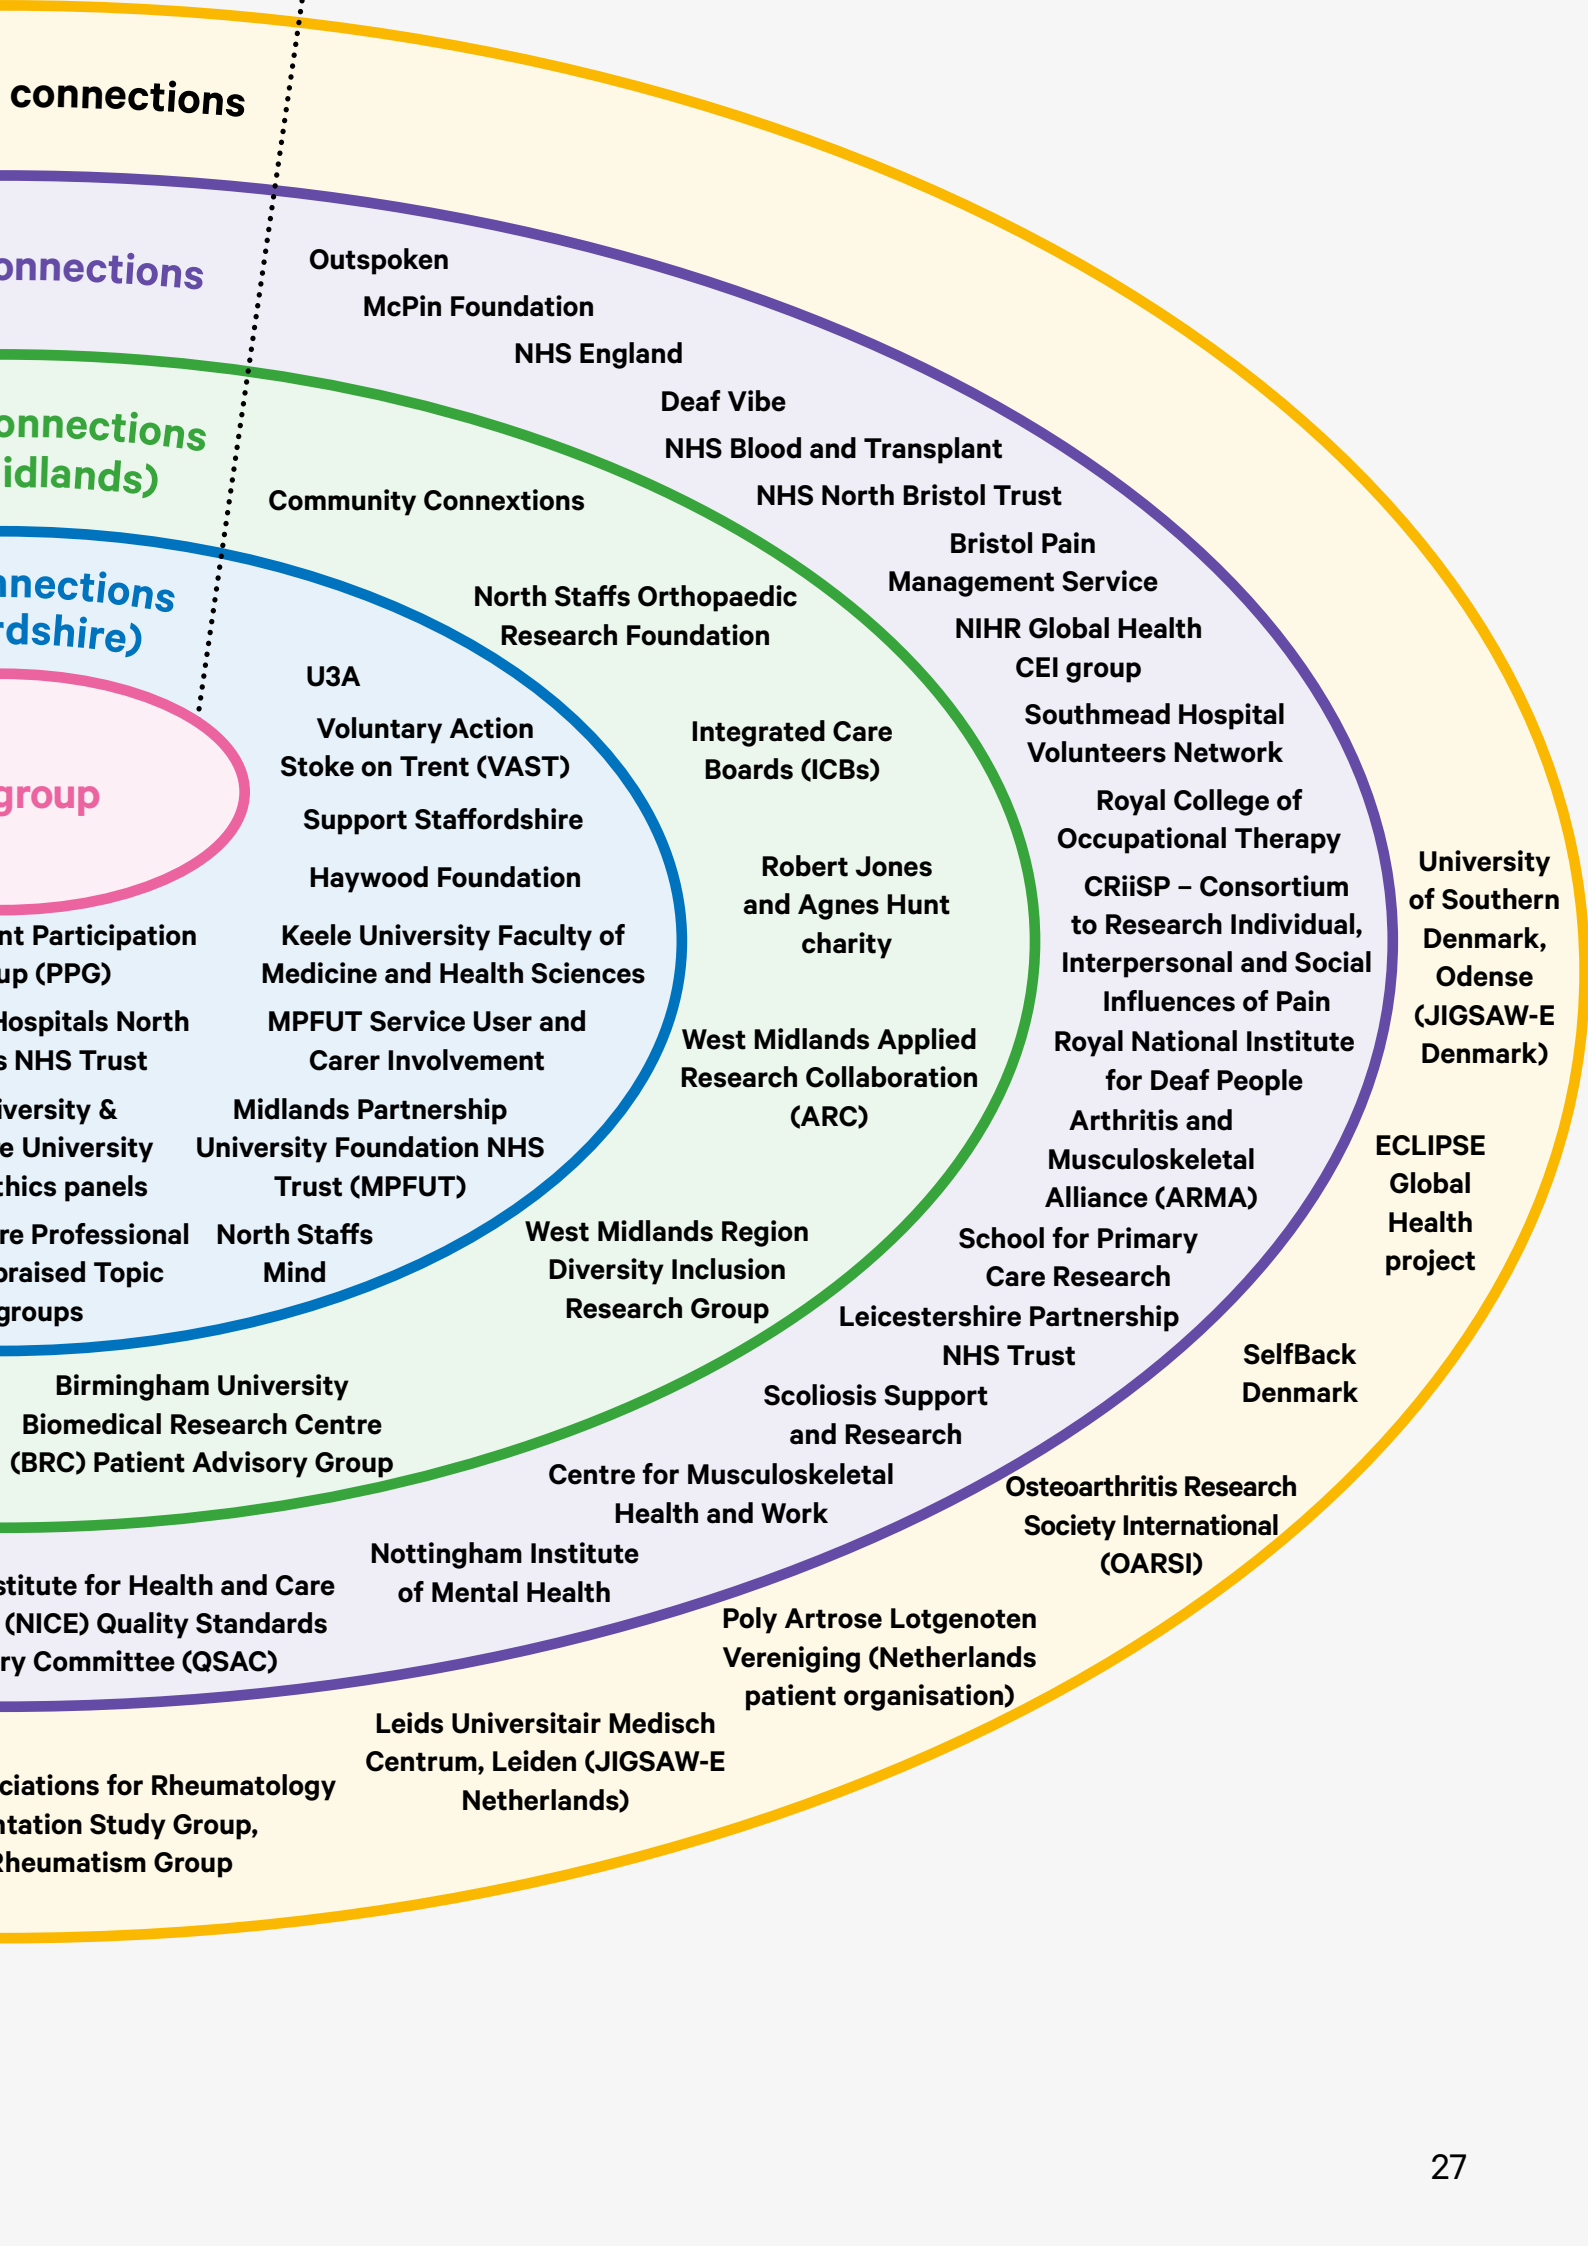 connections
onnections
Outspoken
McPin Foundation
NHS England
Deaf Vibe
NHS Blood and Transplant
NHS North Bristol Trust
Bristol Pain
Management Service
NIHR Global Health
CEI group
Southmead Hospital
Volunteers Network
Royal College of
Occupational Therapy
CRiiSP – Consortium
to Research Individual,
Interpersonal and Social
Influences of Pain
Royal National Institute
for Deaf People
Arthritis and
Musculoskeletal
Alliance (ARMA)
School for Primary
Care Research
Leicestershire Partnership
NHS Trust
Scoliosis Support
and Research
Centre for Musculoskeletal
Health and Work
Nottingham Institute
of Mental Health
stitute for Health and Care
(NICE) Quality Standards
ry Committee (QSAC)
onnections
idlands)
Community Connextions
North Staffs Orthopaedic
Research Foundation
Integrated Care
Boards (ICBs)
Robert Jones
and Agnes Hunt
charity
West Midlands Applied
Research Collaboration
(ARC)
West Midlands Region
Diversity Inclusion
Research Group
Birmingham University
Biomedical Research Centre
(BRC) Patient Advisory Group
nnections
rdshire)
U3A
Voluntary Action
Stoke on Trent (VAST)
Support Staffordshire
Haywood Foundation
Keele University Faculty of
Medicine and Health Sciences
MPFUT Service User and
Carer Involvement
Midlands Partnership
University Foundation NHS
Trust (MPFUT)
North Staffs
Mind
group
nt Participation
up (PPG)
Hospitals North
s NHS Trust
iversity &
e University
thics panels
re Professional
praised Topic
groups
University
of Southern
Denmark,
Odense
(JIGSAW-E
Denmark)
ECLIPSE
Global
Health
project
SelfBack
Denmark
Osteoarthritis Research
Society International
(OARSI)
Poly Artrose Lotgenoten
Vereniging (Netherlands
patient organisation)
Leids Universitair Medisch
Centrum, Leiden (JIGSAW-E
Netherlands)
ciations for Rheumatology
ntation Study Group,
Rheumatism Group
27